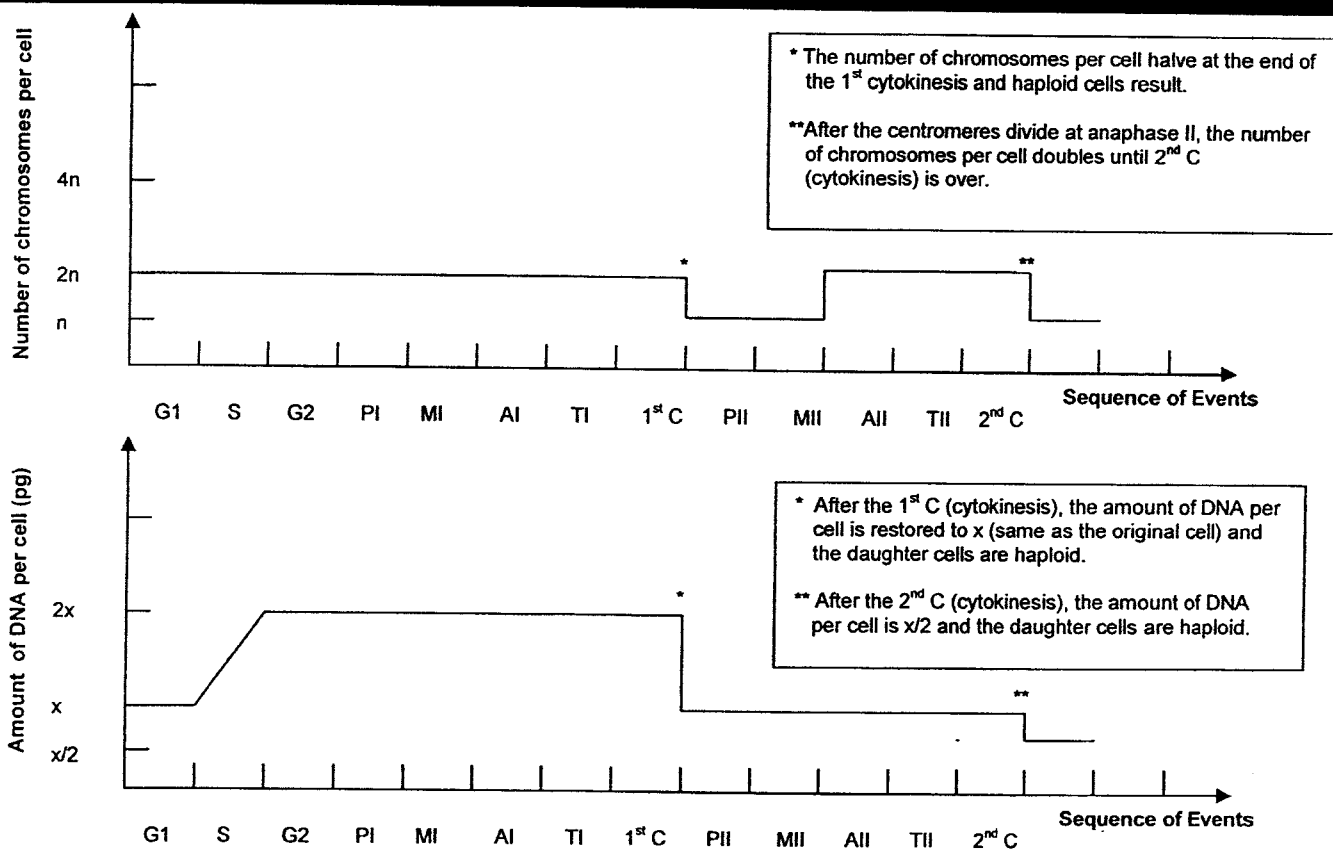 Number of chromosomes per cell
4n
2n
n
*
**
* The number of chromosomes per cell halve at the end of
the 1st cytokinesis and haploid cells result.
**After the centromeres divide at anaphase II, the number
of chromosomes per cell doubles until 2nd C
(cytokinesis) is over.
G1 S G2 PI MI AI TI 1st C PII MII AII TII 2nd C
Sequence of Events
Amount of DNA per cell (pg)
2x
x
x/2
*
**
* After the 1st C (cytokinesis), the amount of DNA per
cell is restored to x (same as the original cell) and
the daughter cells are haploid.
** After the 2nd C (cytokinesis), the amount of DNA
per cell is x/2 and the daughter cells are haploid.
G1 S G2 PI MI AI TI 1st C PII MII AII TII 2nd C
Sequence of Events